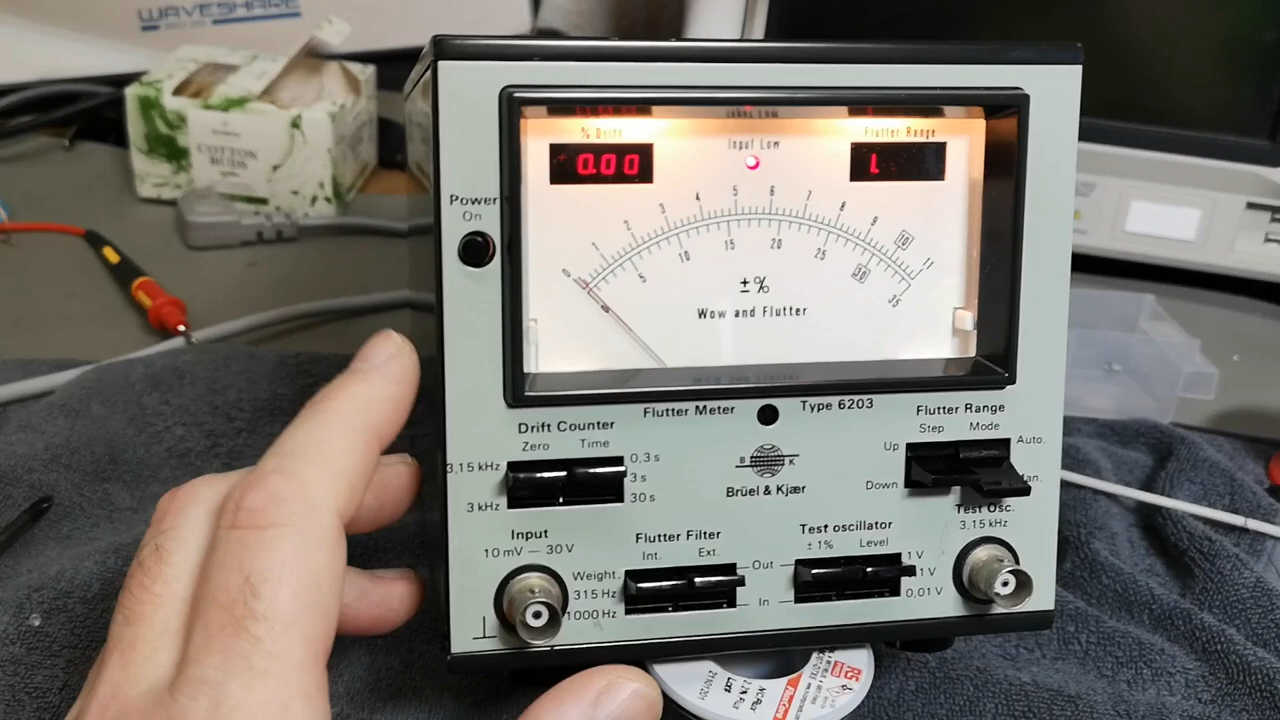 WAVESHARE
COTTON
BUDS
% Drift
Input Low
Flutter Range
0.00
0 1 2 3 4 5 6 7 8 9 10 11
0 5 10 15 20 25 30 35
±%
Wow and Flutter
Power
On
Flutter Meter
Type 6203
Drift Counter
Zero Time
3,15 kHz
3 kHz
0,3 s
3 s
30 s
B K
Brüel & Kjær
Flutter Range
Step Mode
Up
Down
Auto.
Input
10 mV — 30 V
Flutter Filter
Int. Ext.
Weight.
315 Hz
1000 Hz
Out
In
Test oscillator
± 1% Level
1 V
1 V
0,01 V
Test Osc.
3,15 kHz
RS
PRO